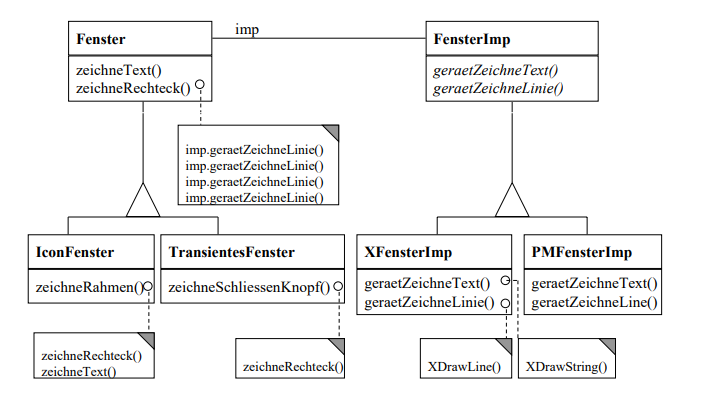 imp
Fenster
zeichneText()
zeichneRechteck()
FensterImp
geraetZeichneText()
geraetZeichneLinie()
imp.geraetZeichneLinie()
imp.geraetZeichneLinie()
imp.geraetZeichneLinie()
imp.geraetZeichneLinie()
IconFenster
zeichneRahmen()
TransientesFenster
zeichneSchliessenKnopf()
XFensterImp
geraetZeichneText()
geraetZeichneLinie()
PMFensterImp
geraetZeichneText()
geraetZeichneLine()
zeichneRechteck()
zeichneText()
zeichneRechteck()
XDrawLine()
XDrawString()